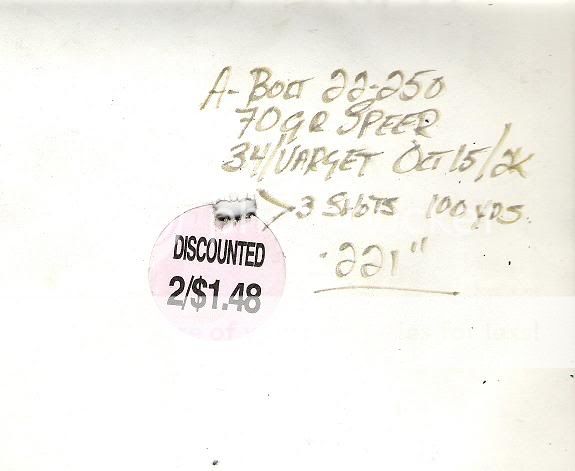 A-Bolt 22-250
70gr SPEER
34/VARGET Oct 15/2K
> 3 SHOTS 100 yds.
.221"
DISCOUNTED
2/$1.48